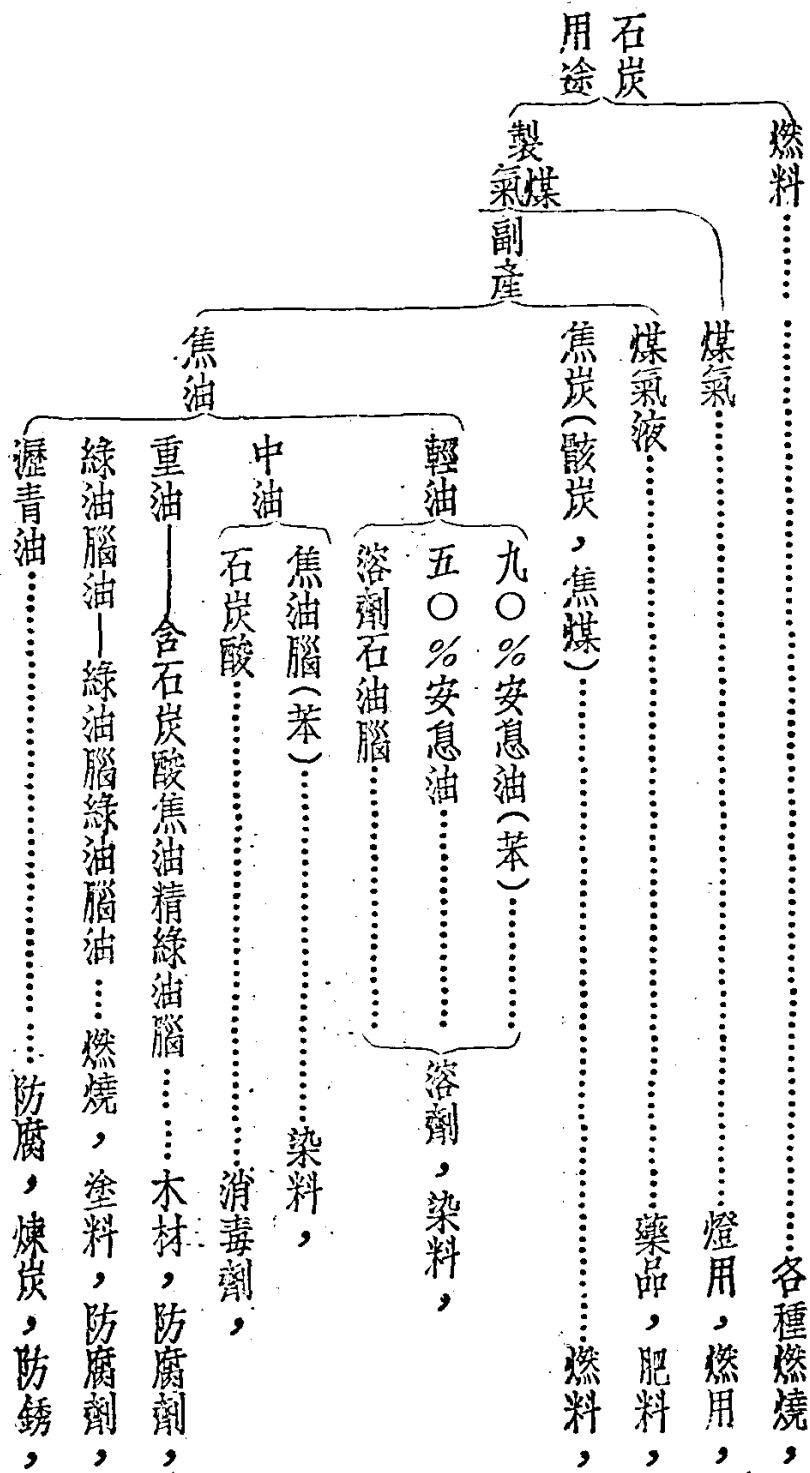 石炭
用途
燃料…………各種燃燒，
製
煤
氣
煤氣…………燈用，燃用，
副產
煤氣液…………藥品，肥料，
焦炭（骸炭，焦煤）…………燃料，
焦油
輕油
九〇％安息油（苯）…………
五〇％安息油…………
溶劑石油腦…………
溶劑，染料，
中油
焦油腦（苯）…………染料，
石炭酸…………消毒劑，
重油——含石炭酸焦油精綠油腦……木材，防腐劑，
綠油腦油—綠油腦綠油腦油…燃燒，塗料，防腐劑，
瀝青油…………防腐，煉炭，防銹，